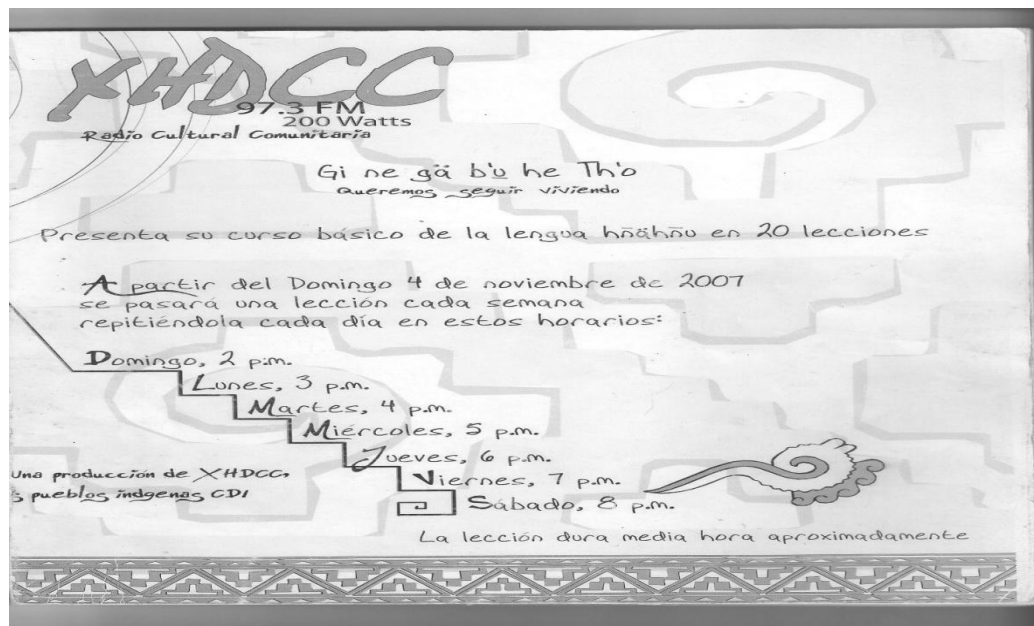 XHDCC
97.3 FM
200 Watts
Radio Cultural Comunitaria
Gi ne gä b'u̲ he Th'o
Queremos seguir viviendo
Presenta su curso básico de la lengua hñähñu en 20 lecciones
A partir del Domingo 4 de noviembre de 2007
se pasará una lección cada semana
repitiéndola cada día en estos horarios:
Domingo, 2 p.m.
Lunes, 3 p.m.
Martes, 4 p.m.
Miércoles, 5 p.m.
Jueves, 6 p.m.
Viernes, 7 p.m.
Sábado, 8 p.m.
Una producción de XHDCC,
s pueblos indgenas CDI
La lección dura media hora aproximadamente